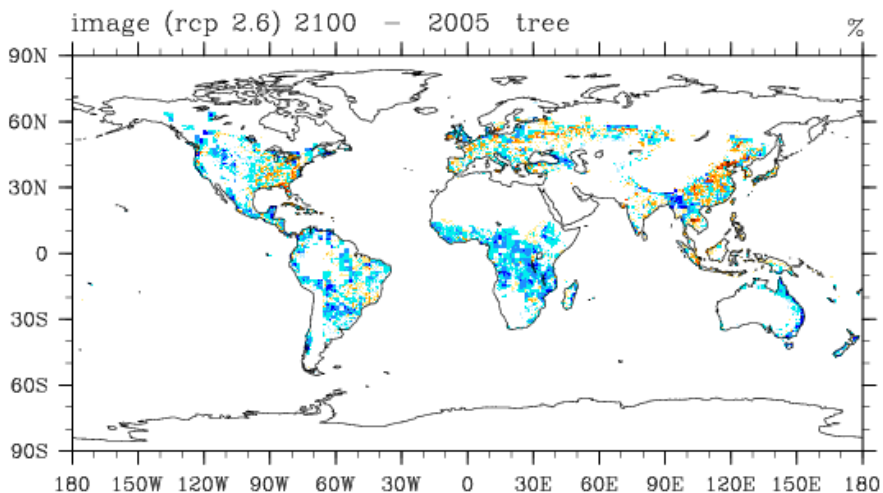 image (rcp 2.6) 2100 – 2005 tree %
90N
60N
30N
0
30S
60S
90S
180 150W 120W 90W 60W 30W 0 30E 60E 90E 120E 150E 180